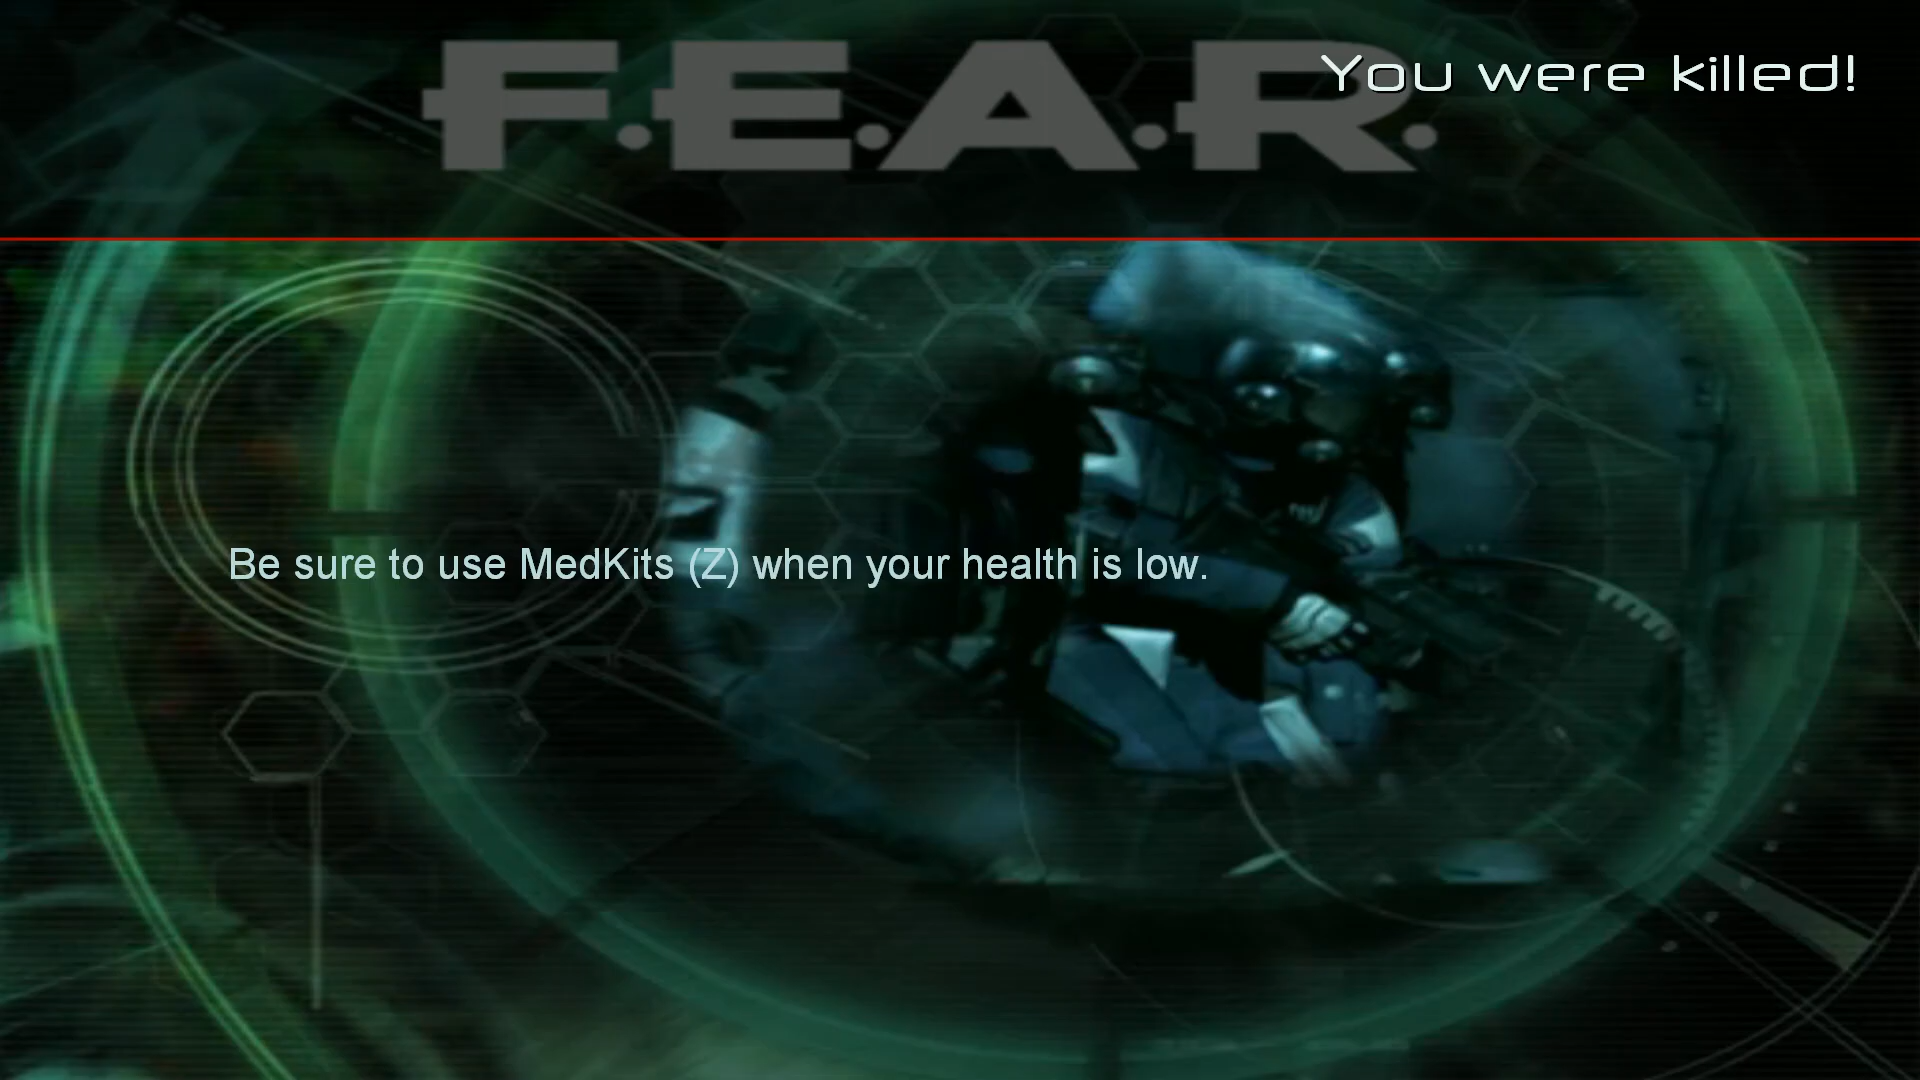 F.E.A.R.
You were killed!
Be sure to use MedKits (Z) when your health is low.